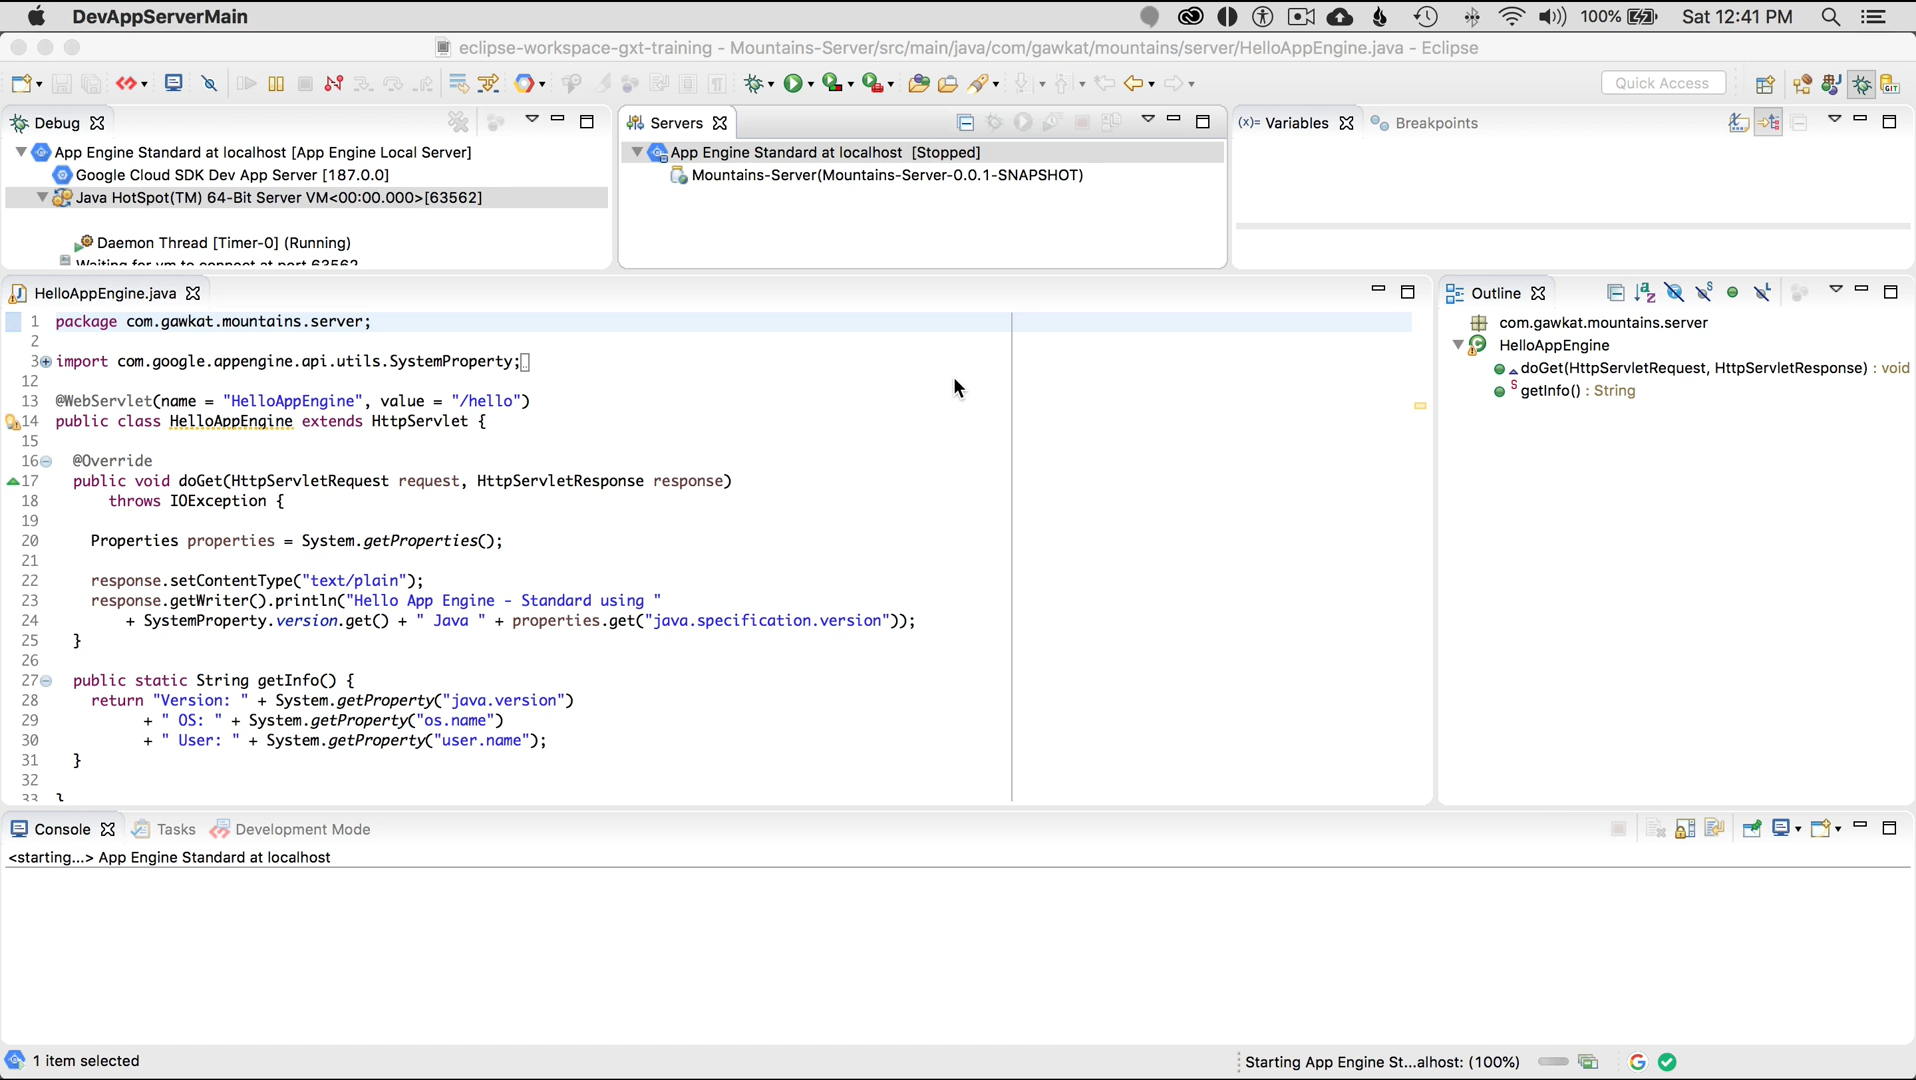 DevAppServerMain
100%
Sat 12:41 PM
eclipse-workspace-gxt-training - Mountains-Server/src/main/java/com/gawkat/mountains/server/HelloAppEngine.java - Eclipse
Quick Access
Debug
App Engine Standard at localhost [App Engine Local Server]
Google Cloud SDK Dev App Server [187.0.0]
Java HotSpot(TM) 64-Bit Server VM<00:00.000>[63562]
Daemon Thread [Timer-0] (Running)
Waiting for vm to connect at port 63562
Servers
App Engine Standard at localhost [Stopped]
Mountains-Server(Mountains-Server-0.0.1-SNAPSHOT)
(x)= Variables
Breakpoints
HelloAppEngine.java
1 package com.gawkat.mountains.server;
2
3 import com.google.appengine.api.utils.SystemProperty;
12
13 @WebServlet(name = "HelloAppEngine", value = "/hello")
14 public class HelloAppEngine extends HttpServlet {
15
16 @Override
17 public void doGet(HttpServletRequest request, HttpServletResponse response)
18 throws IOException {
19
20 Properties properties = System.getProperties();
21
22 response.setContentType("text/plain");
23 response.getWriter().println("Hello App Engine - Standard using "
24 + SystemProperty.version.get() + " Java " + properties.get("java.specification.version"));
25 }
26
27 public static String getInfo() {
28 return "Version: " + System.getProperty("java.version")
29 + " OS: " + System.getProperty("os.name")
30 + " User: " + System.getProperty("user.name");
31 }
32
33 }
Outline
com.gawkat.mountains.server
HelloAppEngine
doGet(HttpServletRequest, HttpServletResponse) : void
getInfo() : String
Console
Tasks
Development Mode
<starting...> App Engine Standard at localhost
1 item selected
Starting App Engine St...alhost: (100%)